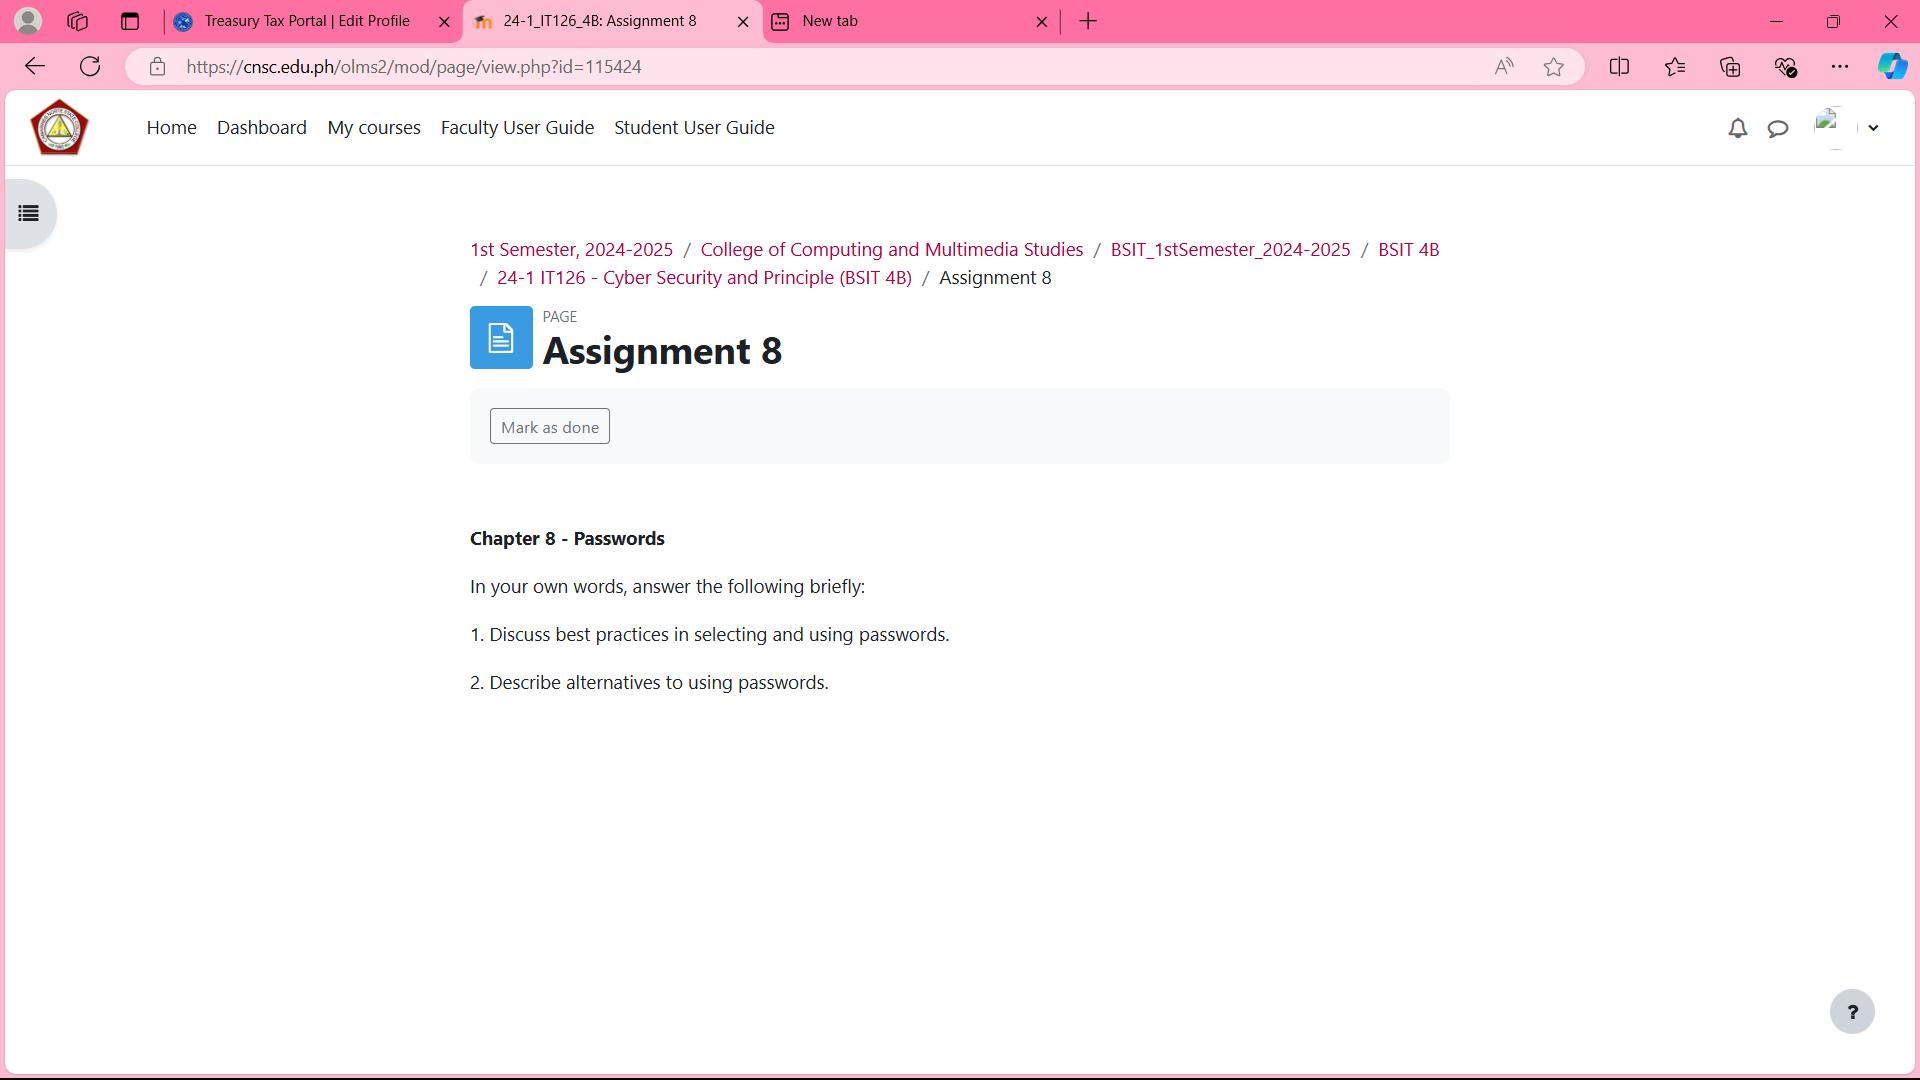 Treasury Tax Portal | Edit Profile
24-1_IT126_4B: Assignment 8
New tab
https://cnsc.edu.ph/olms2/mod/page/view.php?id=115424
Home Dashboard My courses Faculty User Guide Student User Guide
1st Semester, 2024-2025 / College of Computing and Multimedia Studies / BSIT_1stSemester_2024-2025 / BSIT 4B
/ 24-1 IT126 - Cyber Security and Principle (BSIT 4B) / Assignment 8
PAGE
Assignment 8
Mark as done
Chapter 8 - Passwords
In your own words, answer the following briefly:
1. Discuss best practices in selecting and using passwords.
2. Describe alternatives to using passwords.
?